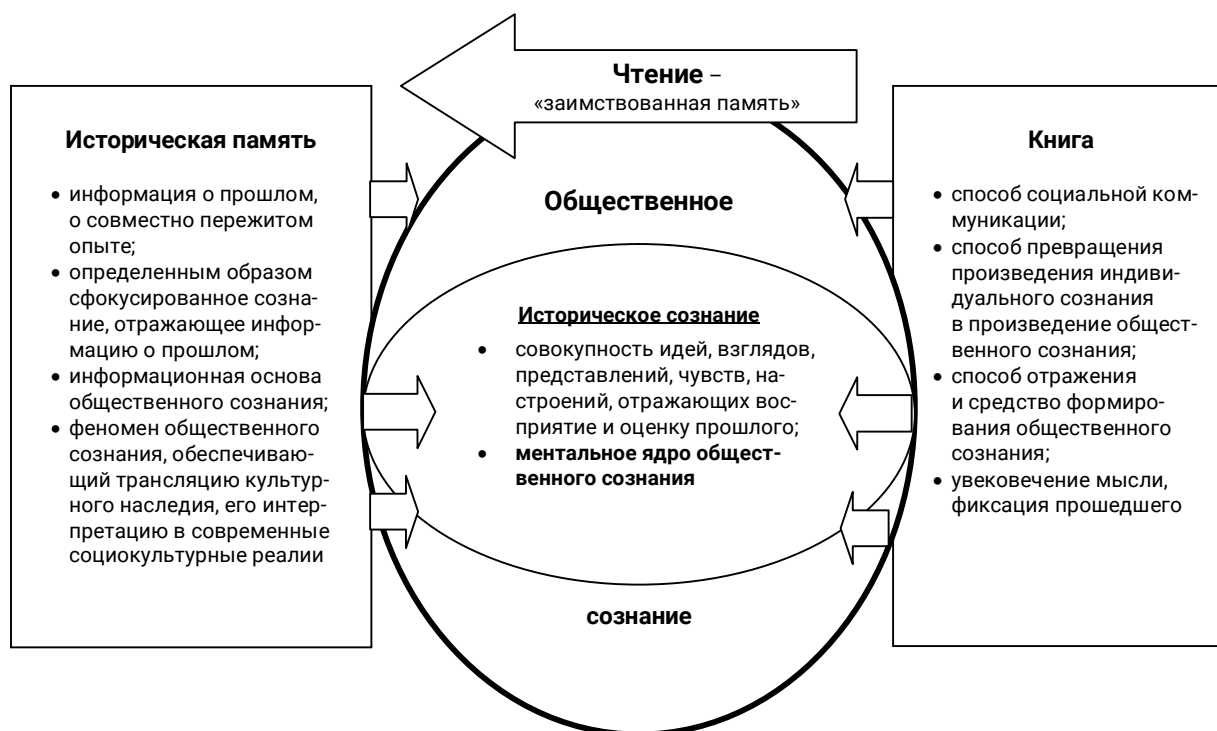 Чтение –
«заимствованная память»
Историческая память
• информация о прошлом,
о совместно пережитом
опыте;
• определенным образом
сфокусированное созна-
ние, отражающее инфор-
мацию о прошлом;
• информационная основа
общественного сознания;
• феномен общественного
сознания, обеспечиваю-
щий трансляцию культур-
ного наследия, его интер-
претацию в современные
социокультурные реалии
Общественное
Историческое сознание
• совокупность идей, взглядов,
представлений, чувств, на-
строений, отражающих вос-
приятие и оценку прошлого;
• ментальное ядро общест-
венного сознания
сознание
Книга
• способ социальной ком-
муникации;
• способ превращения
произведения индиви-
дуального сознания
в произведение общест-
венного сознания;
• способ отражения
и средство формиро-
вания общественного
сознания;
• увековечение мысли,
фиксация прошедшего